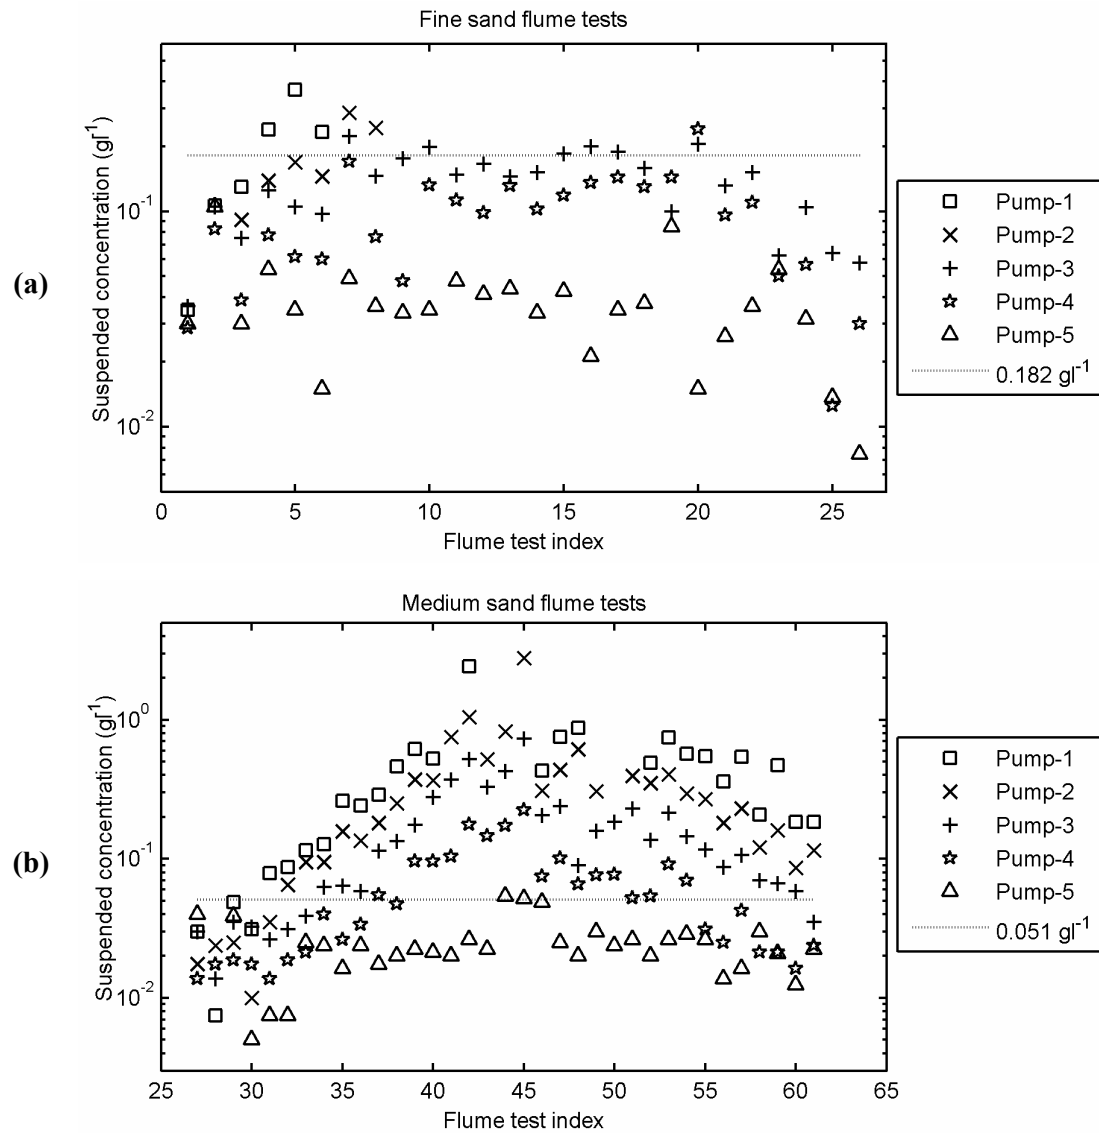 Fine sand flume tests
(a)
Suspended concentration (gl⁻¹)
10⁻¹
10⁻²
0 5 10 15 20 25
Flume test index
Pump-1
Pump-2
Pump-3
Pump-4
Pump-5
0.182 gl⁻¹
Medium sand flume tests
(b)
Suspended concentration (gl⁻¹)
10⁰
10⁻¹
10⁻²
25 30 35 40 45 50 55 60 65
Flume test index
Pump-1
Pump-2
Pump-3
Pump-4
Pump-5
0.051 gl⁻¹